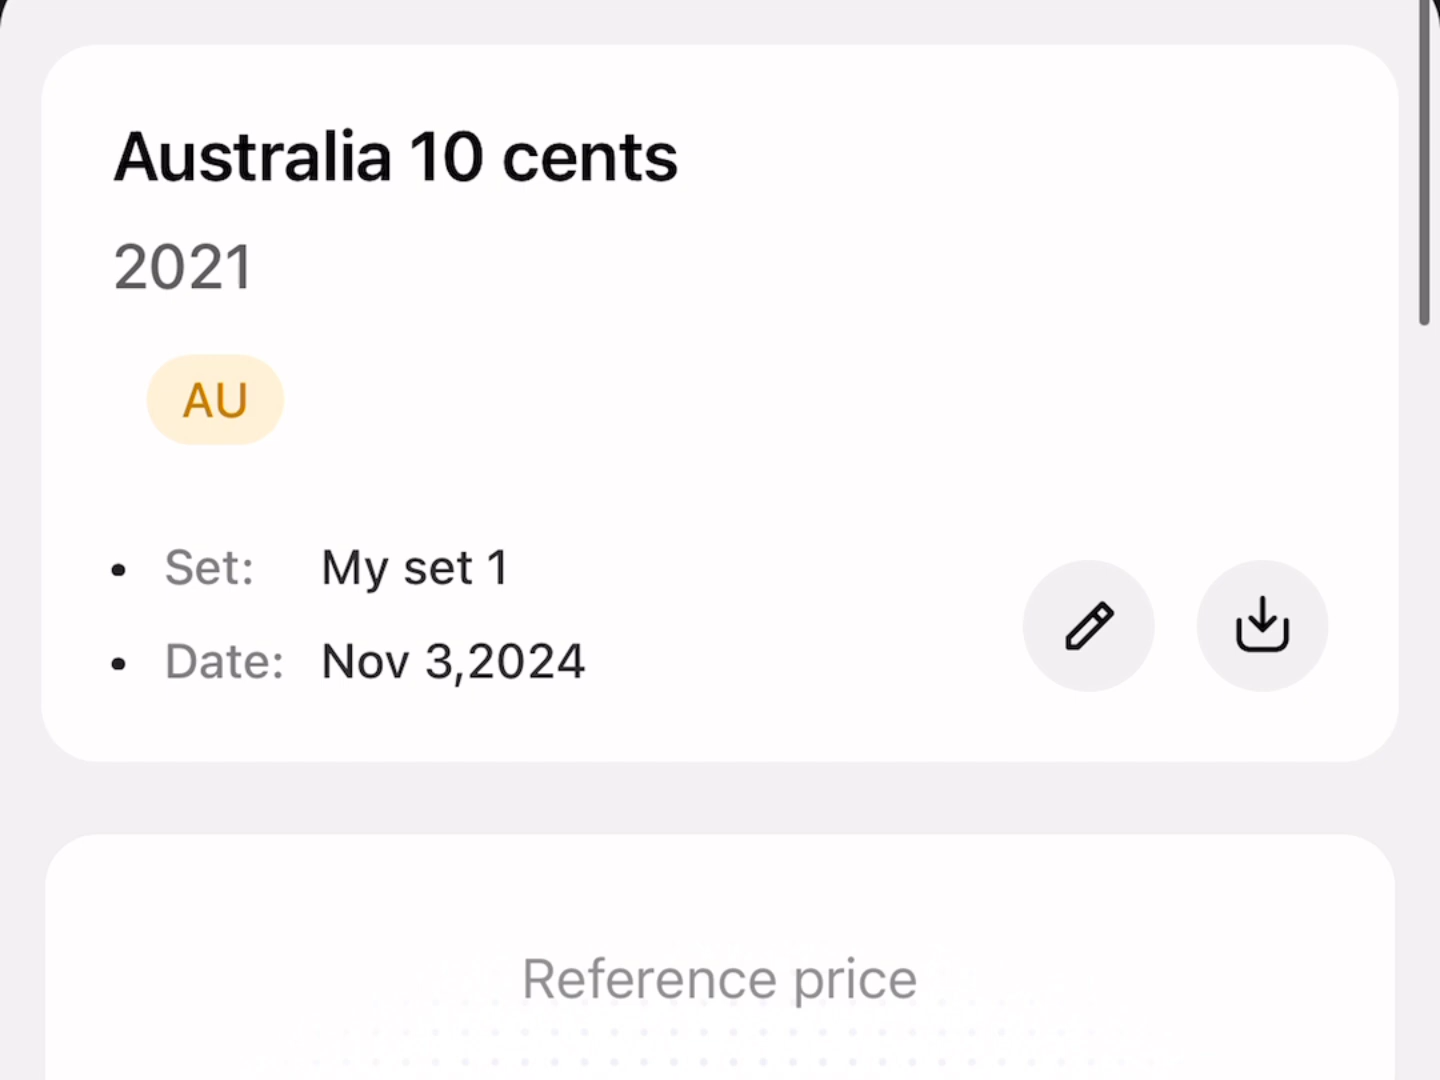 Australia 10 cents
2021
AU
• Set: My set 1
• Date: Nov 3,2024
Reference price